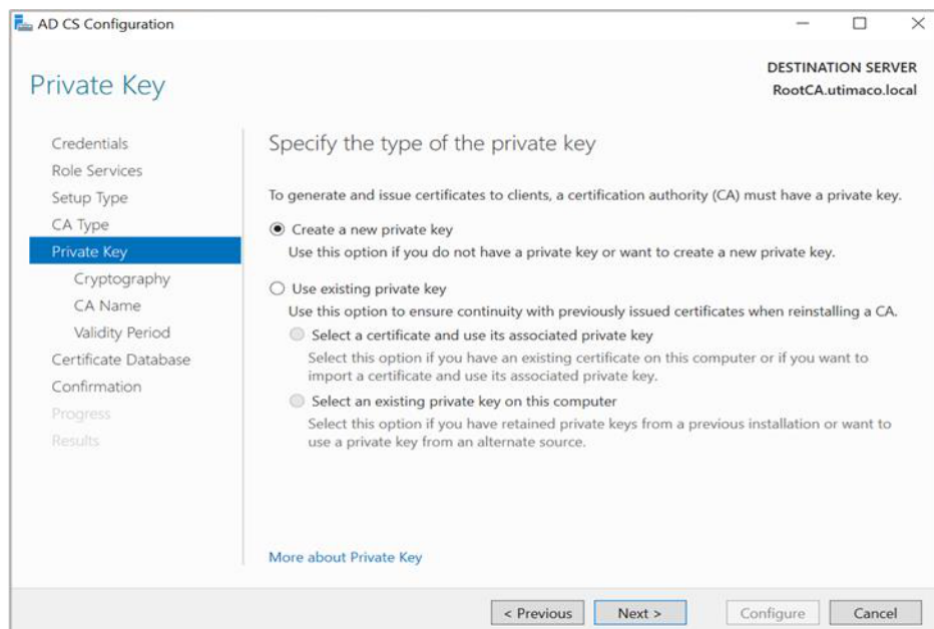 AD CS Configuration
DESTINATION SERVER
RootCA.utimaco.local
Private Key
Credentials
Role Services
Setup Type
CA Type
Private Key
Cryptography
CA Name
Validity Period
Certificate Database
Confirmation
Progress
Results
Specify the type of the private key
To generate and issue certificates to clients, a certification authority (CA) must have a private key.
Create a new private key
Use this option if you do not have a private key or want to create a new private key.
Use existing private key
Use this option to ensure continuity with previously issued certificates when reinstalling a CA.
Select a certificate and use its associated private key
Select this option if you have an existing certificate on this computer or if you want to
import a certificate and use its associated private key.
Select an existing private key on this computer
Select this option if you have retained private keys from a previous installation or want to
use a private key from an alternate source.
More about Private Key
< Previous
Next >
Configure
Cancel